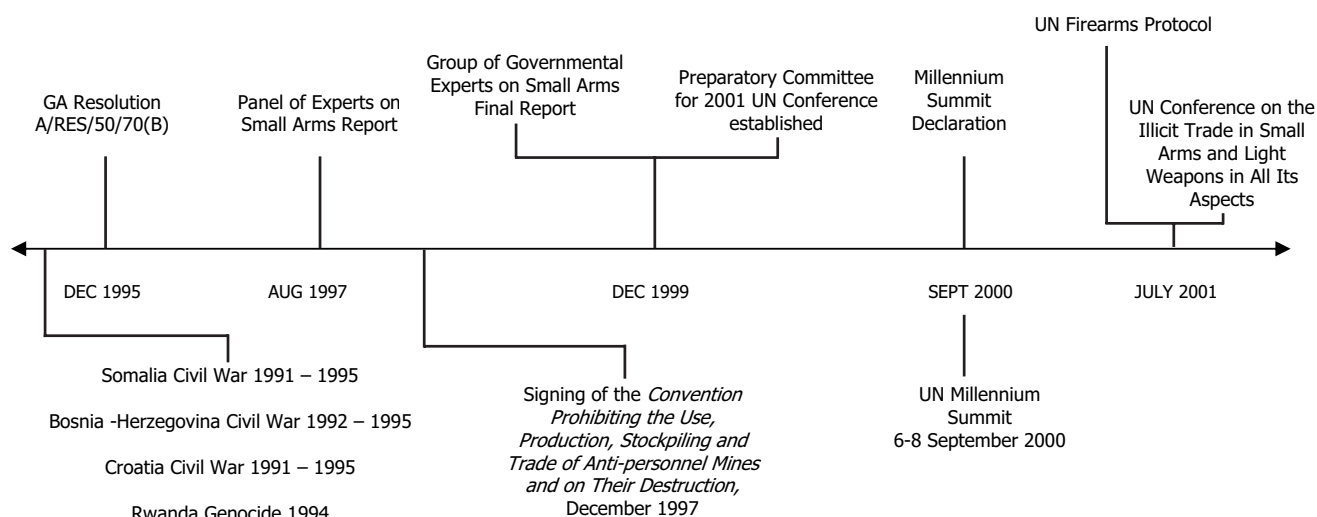 UN Firearms Protocol
Group of Governmental
Experts on Small Arms
Final Report
Preparatory Committee
for 2001 UN Conference
established
Millennium
Summit
Declaration
GA Resolution
A/RES/50/70(B)
Panel of Experts on
Small Arms Report
UN Conference on the
Illicit Trade in Small
Arms and Light
Weapons in All Its
Aspects
DEC 1995
AUG 1997
DEC 1999
SEPT 2000
JULY 2001
Somalia Civil War 1991 – 1995
Bosnia -Herzegovina Civil War 1992 – 1995
Croatia Civil War 1991 – 1995
Rwanda Genocide 1994
Signing of the Convention
Prohibiting the Use,
Production, Stockpiling and
Trade of Anti-personnel Mines
and on Their Destruction,
December 1997
UN Millennium
Summit
6-8 September 2000